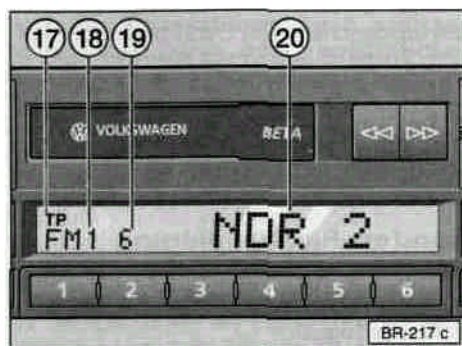 17 18 19 20
VOLKSWAGEN BETA
TP
FM1 6 NDR 2
1 2 3 4 5 6
BR-217 c